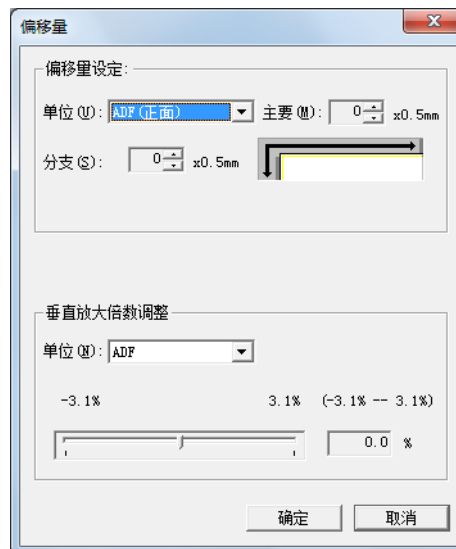 偏移量
偏移量设定:
单位(U): ADF(正面) 主要(M): 0 x0.5mm
分支(S): 0 x0.5mm
垂直放大倍数调整
单位(N): ADF
-3.1% 3.1% (-3.1% -- 3.1%)
0.0 %
确定 取消